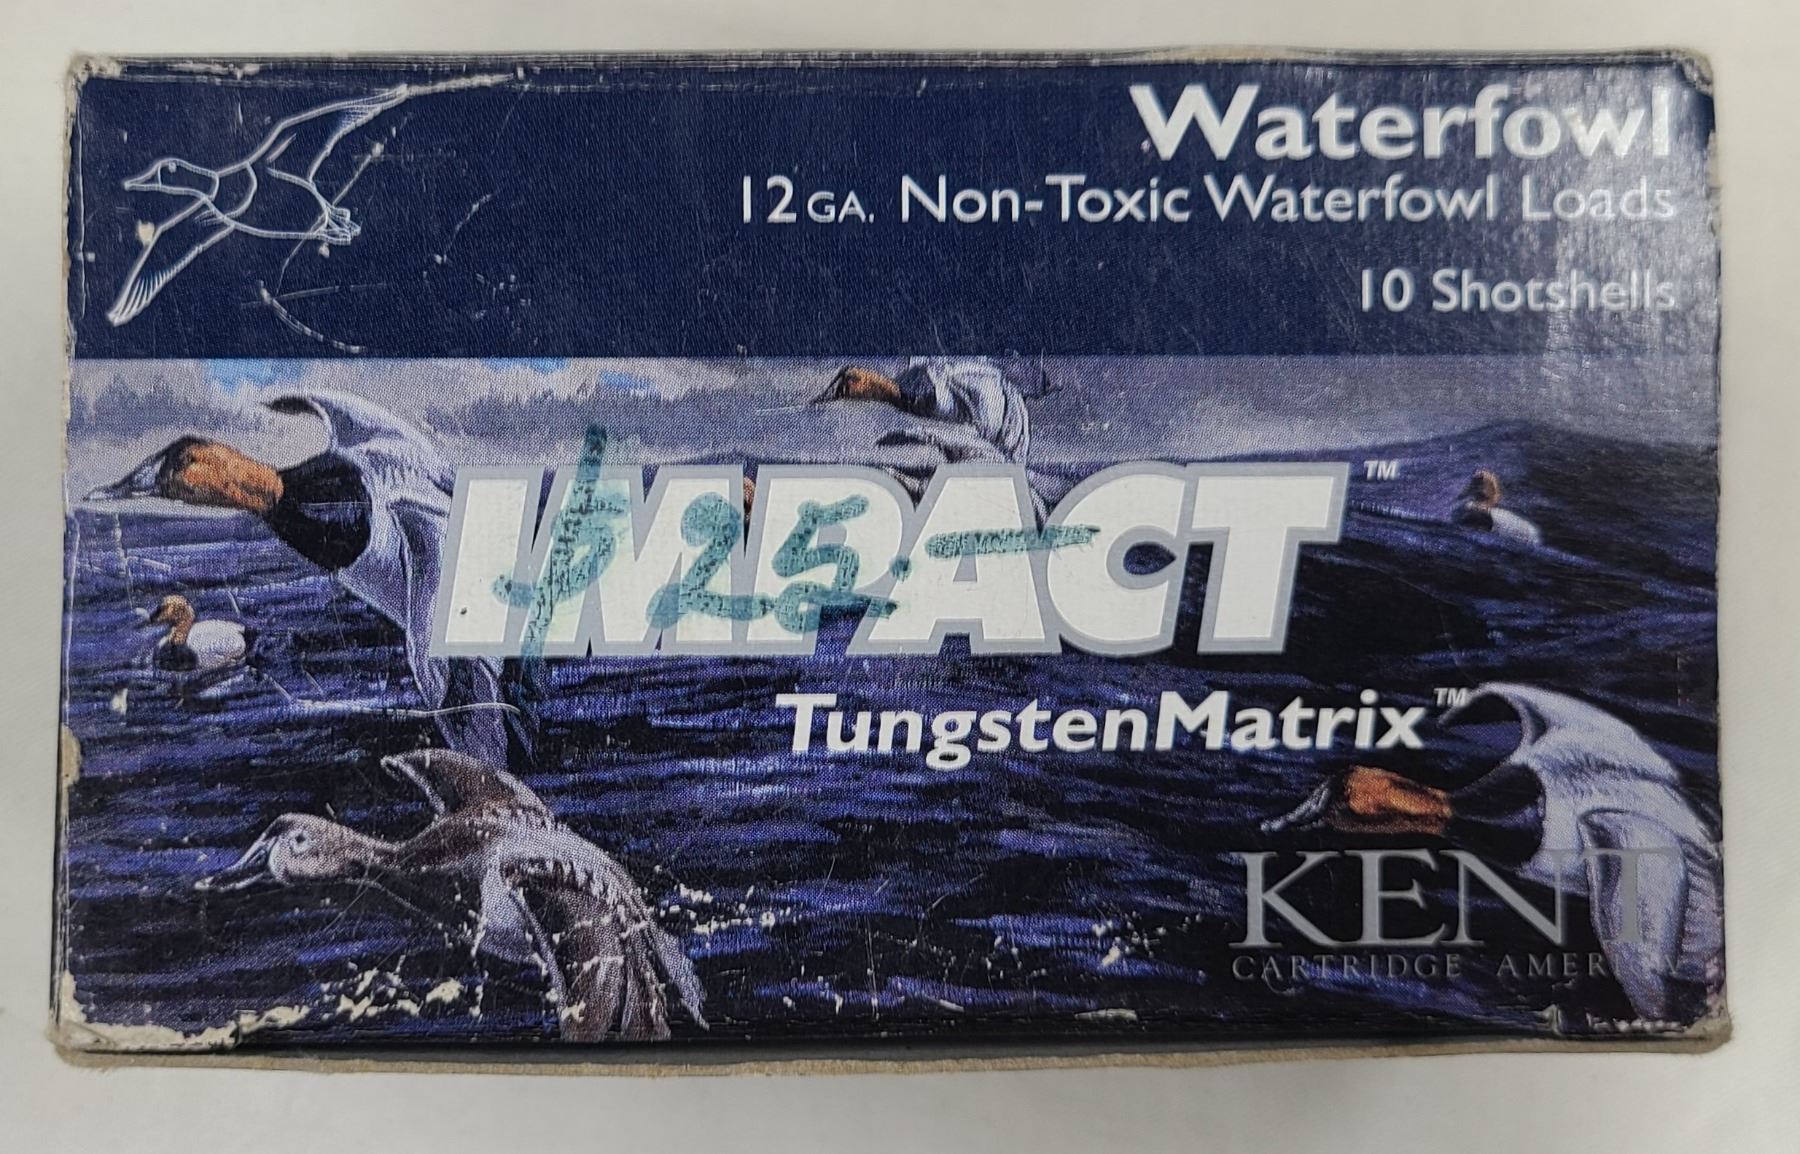 Waterfowl
12GA. Non-Toxic Waterfowl Loads
10 Shotshells
IMPACT™
$25.—
TungstenMatrix™
KENT
CARTRIDGE AMERICA